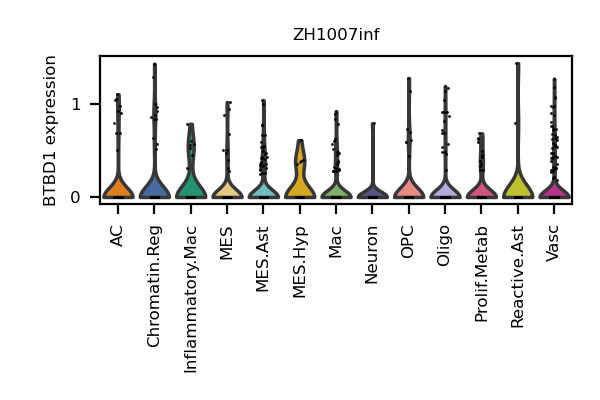 ZH1007inf
BTBD1 expression
1
0
AC
Chromatin.Reg
Inflammatory.Mac
MES
MES.Ast
MES.Hyp
Mac
Neuron
OPC
Oligo
Prolif.Metab
Reactive.Ast
Vasc